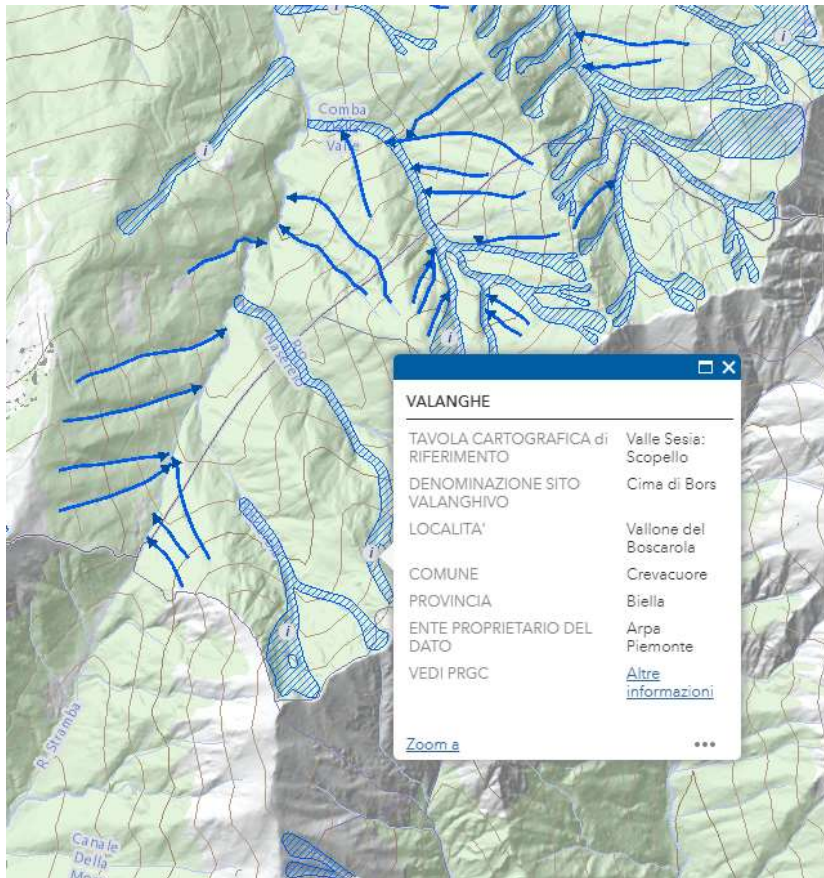 Comba
Valle
Rio
Nasereid
VALANGHE
TAVOLA CARTOGRAFICA di
RIFERIMENTO
Valle Sesia:
Scopello
DENOMINAZIONE SITO
VALANGHIVO
Cima di Bors
LOCALITA'
Vallone del
Boscarola
COMUNE
Crevacuore
PROVINCIA
Biella
ENTE PROPRIETARIO DEL
DATO
Arpa
Piemonte
VEDI PRGC
Altre
informazioni
Zoom a
R. Stramba
Canale
Della